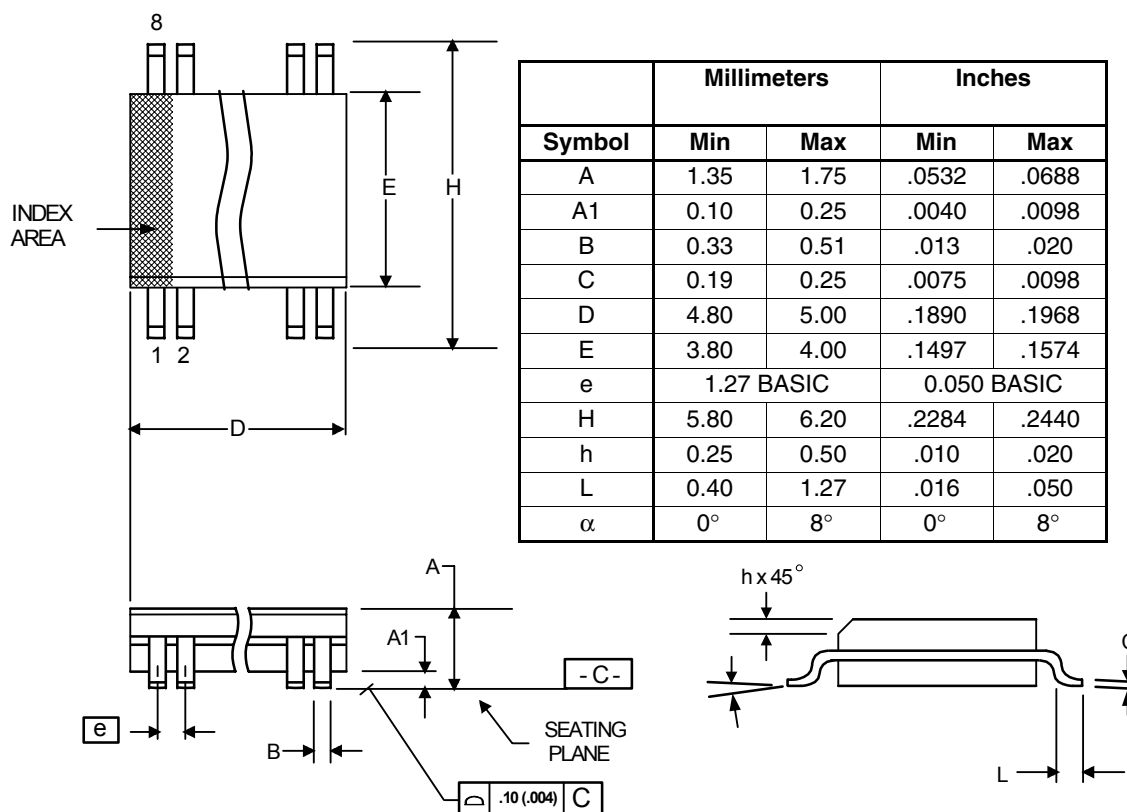 8
INDEX
AREA
E
H
1 2
D
Millimeters Inches
Symbol Min Max Min Max
A 1.35 1.75 .0532 .0688
A1 0.10 0.25 .0040 .0098
B 0.33 0.51 .013 .020
C 0.19 0.25 .0075 .0098
D 4.80 5.00 .1890 .1968
E 3.80 4.00 .1497 .1574
e 1.27 BASIC 0.050 BASIC
H 5.80 6.20 .2284 .2440
h 0.25 0.50 .010 .020
L 0.40 1.27 .016 .050
α 0° 8° 0° 8°
A
A1
- C -
e
B
SEATING
PLANE
.10 (.004) C
h x 45°
L